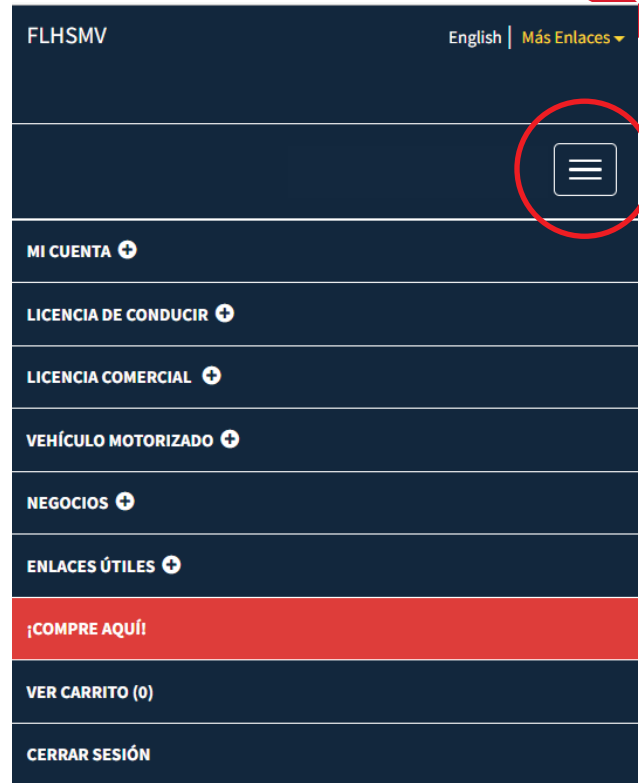 FLHSMV English | Más Enlaces
MI CUENTA
LICENCIA DE CONDUCIR
LICENCIA COMERCIAL
VEHÍCULO MOTORIZADO
NEGOCIOS
ENLACES ÚTILES
¡COMPRE AQUÍ!
VER CARRITO (0)
CERRAR SESIÓN